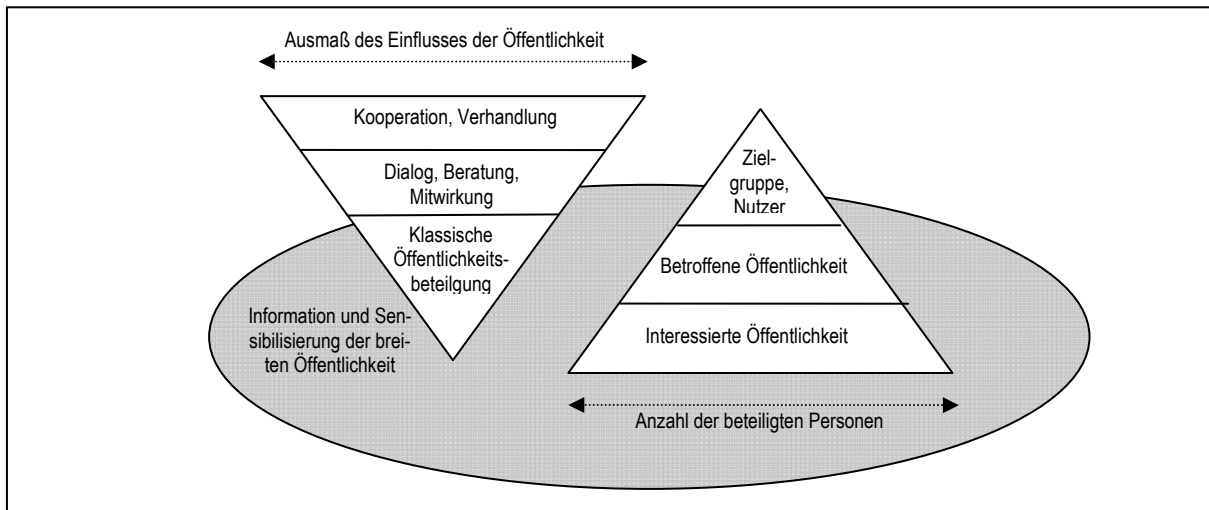 Ausmaß des Einflusses der Öffentlichkeit
Kooperation, Verhandlung
Dialog, Beratung,
Mitwirkung
Klassische
Öffentlichkeits-
beteilgung
Information und Sen-
sibilisierung der brei-
ten Öffentlichkeit
Ziel-
gruppe,
Nutzer
Betroffene Öffentlichkeit
Interessierte Öffentlichkeit
Anzahl der beteiligten Personen